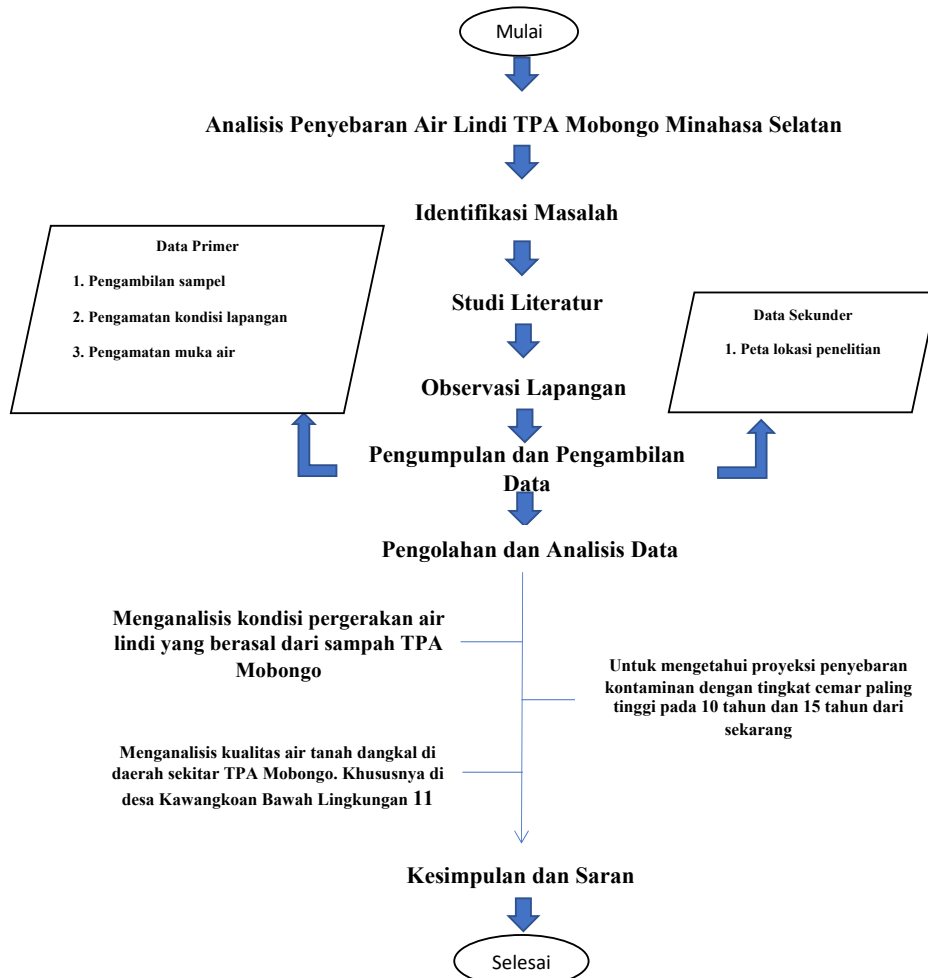 Mulai
Analisis Penyebaran Air Lindi TPA Mobongo Minahasa Selatan
Identifikasi Masalah
Data Primer
1. Pengambilan sampel
2. Pengamatan kondisi lapangan
3. Pengamatan muka air
Studi Literatur
Data Sekunder
1. Peta lokasi penelitian
Observasi Lapangan
Pengumpulan dan Pengambilan
Data
Pengolahan dan Analisis Data
Menganalisis kondisi pergerakan air
lindi yang berasal dari sampah TPA
Mobongo
Untuk mengetahui proyeksi penyebaran
kontaminan dengan tingkat cemar paling
tinggi pada 10 tahun dan 15 tahun dari
sekarang
Menganalisis kualitas air tanah dangkal di
daerah sekitar TPA Mobongo. Khususnya di
desa Kawangkoan Bawah Lingkungan 11
Kesimpulan dan Saran
Selesai